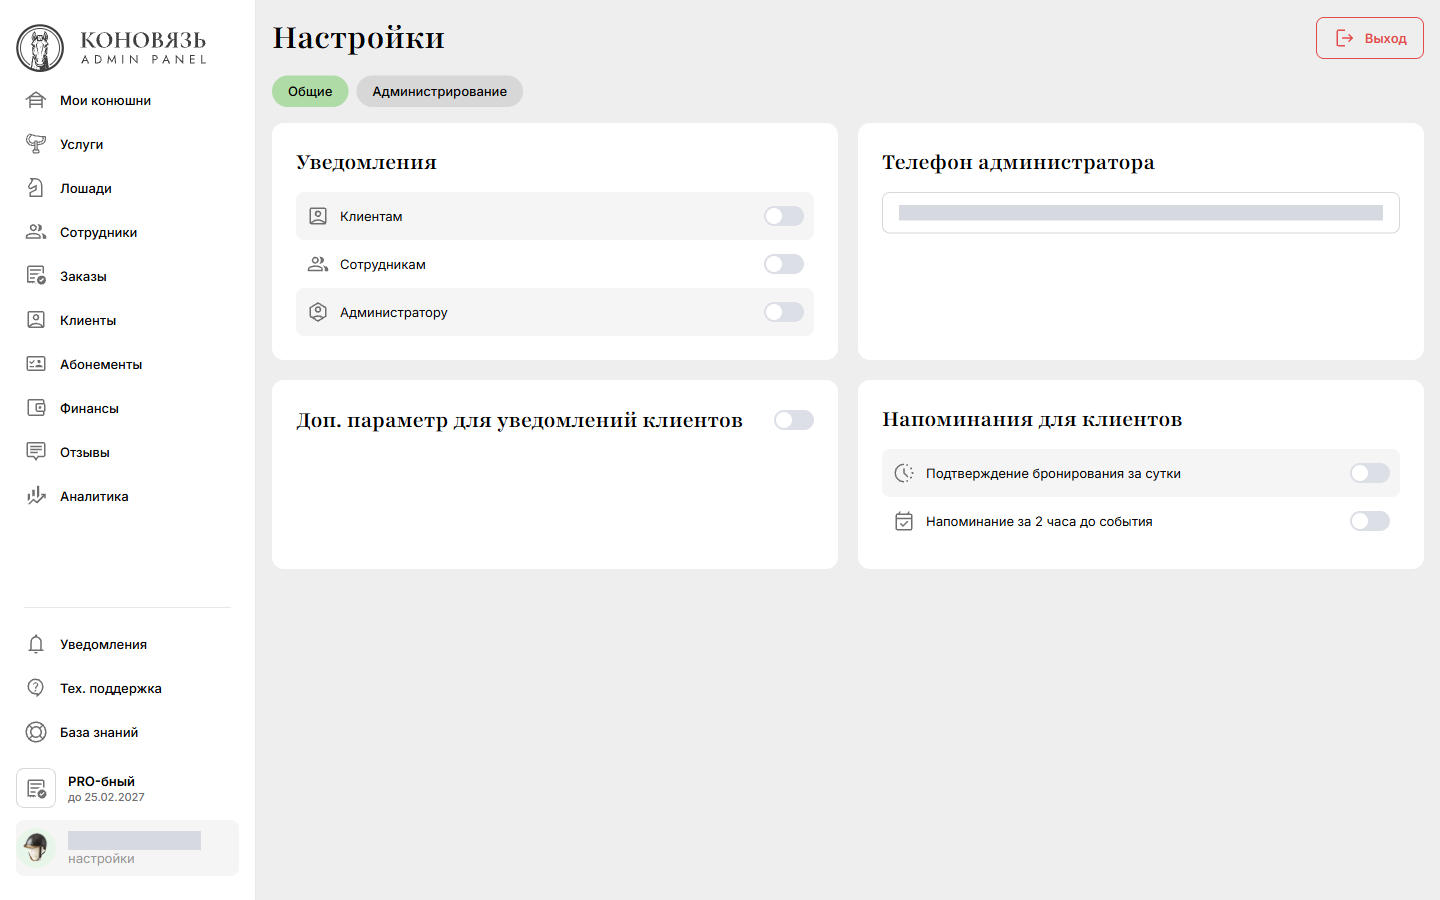 КОНОВЯЗЬ
ADMIN PANEL
Мои конюшни
Услуги
Лошади
Сотрудники
Заказы
Клиенты
Абонементы
Финансы
Отзывы
Аналитика
Уведомления
Тех. поддержка
База знаний
PRO-бный
до 25.02.2027
настройки
Настройки
Выход
Общие
Администрирование
Уведомления
Клиентам
Сотрудникам
Администратору
Телефон администратора
Доп. параметр для уведомлений клиентов
Напоминания для клиентов
Подтверждение бронирования за сутки
Напоминание за 2 часа до события